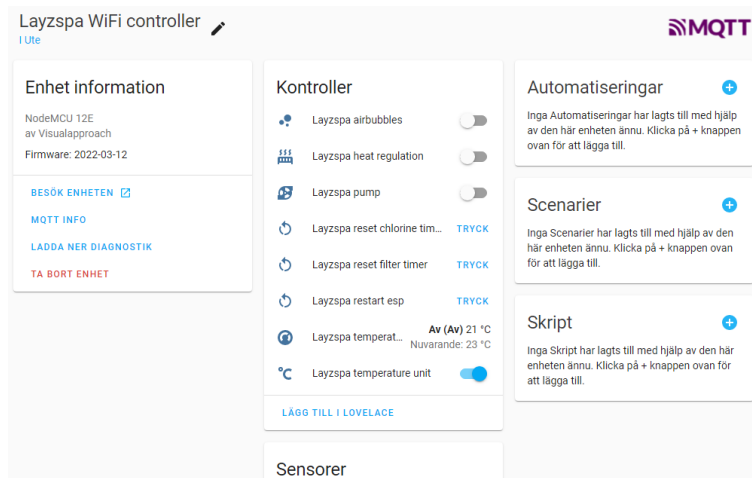 Layzspa WiFi controller
I Ute
MQTT
Enhet information
NodeMCU 12E
av Visualapproach
Firmware: 2022-03-12
BESÖK ENHETEN
MQTT INFO
LADDA NER DIAGNOSTIK
TA BORT ENHET
Kontroller
Layzspa airbubbles
Layzspa heat regulation
Layzspa pump
Layzspa reset chlorine tim... TRYCK
Layzspa reset filter timer TRYCK
Layzspa restart esp TRYCK
Layzspa temperat... Av (Av) 21 °C
Nuvarande: 23 °C
°C Layzspa temperature unit
LÄGG TILL I LOVELACE
Sensorer
Automatiseringar
Inga Automatiseringar har lagts till med hjälp
av den här enheten ännu. Klicka på + knappen
ovan för att lägga till.
Scenarier
Inga Scenarier har lagts till med hjälp av den
här enheten ännu. Klicka på + knappen ovan
för att lägga till.
Skript
Inga Skript har lagts till med hjälp av den här
enheten ännu. Klicka på + knappen ovan för
att lägga till.